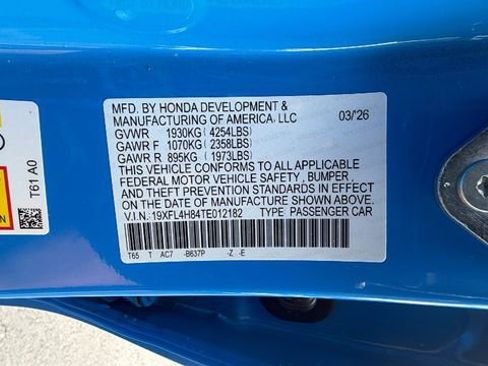 MFD. BY HONDA DEVELOPMENT &
MANUFACTURING OF AMERICA, LLC 03/26
GVWR 1930KG ( 4254LBS)
GAWR F 1070KG ( 2358LBS)
GAWR R 895KG ( 1973LBS)
THIS VEHICLE CONFORMS TO ALL APPLICABLE
FEDERAL MOTOR VEHICLE SAFETY, BUMPER
AND THEFT PREVENTION STANDARDS IN EFFECT
ON THE DATE OF MANUFACTURE SHOWN ABOVE.
V.I.N.: 19XFL4H84TE012182 TYPE: PASSENGER CAR
T65 T AC7 -B637P -Z -E
T61 A0